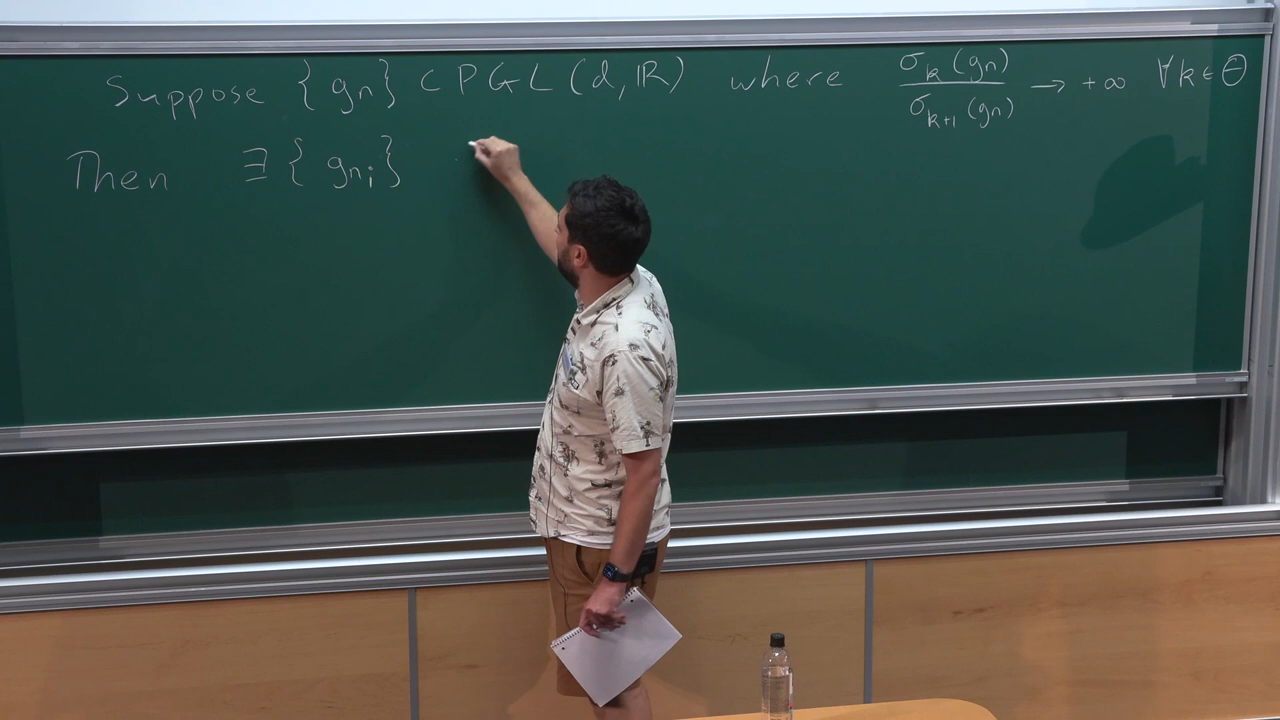 Suppose {gn} ⊂ PGL(d,ℝ) where σk(gn)/σk+1(gn) → +∞ ∀k∈Θ
Then ∃ {gni}